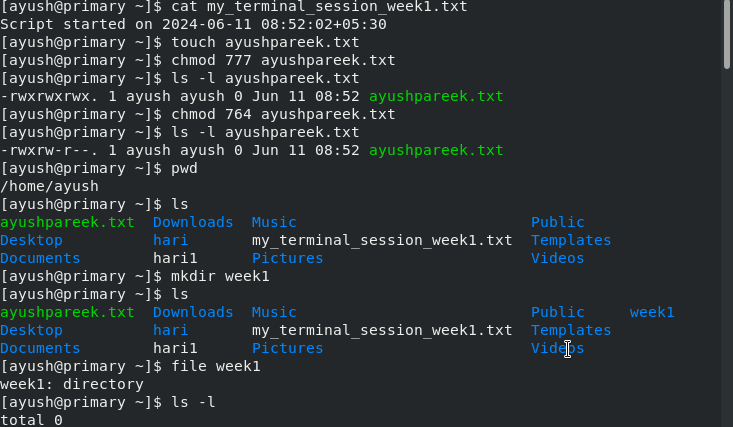 [ayush@primary ~]$ cat my_terminal_session_week1.txt
Script started on 2024-06-11 08:52:02+05:30
[ayush@primary ~]$ touch ayushpareek.txt
[ayush@primary ~]$ chmod 777 ayushpareek.txt
[ayush@primary ~]$ ls -l ayushpareek.txt
-rwxrwxrwx. 1 ayush ayush 0 Jun 11 08:52 ayushpareek.txt
[ayush@primary ~]$ chmod 764 ayushpareek.txt
[ayush@primary ~]$ ls -l ayushpareek.txt
-rwxrw-r--. 1 ayush ayush 0 Jun 11 08:52 ayushpareek.txt
[ayush@primary ~]$ pwd
/home/ayush
[ayush@primary ~]$ ls
ayushpareek.txt  Downloads  Music                          Public
Desktop          hari       my_terminal_session_week1.txt  Templates
Documents        hari1      Pictures                       Videos
[ayush@primary ~]$ mkdir week1
[ayush@primary ~]$ ls
ayushpareek.txt  Downloads  Music                          Public     week1
Desktop          hari       my_terminal_session_week1.txt  Templates
Documents        hari1      Pictures                       Videos
[ayush@primary ~]$ file week1
week1: directory
[ayush@primary ~]$ ls -l
total 0